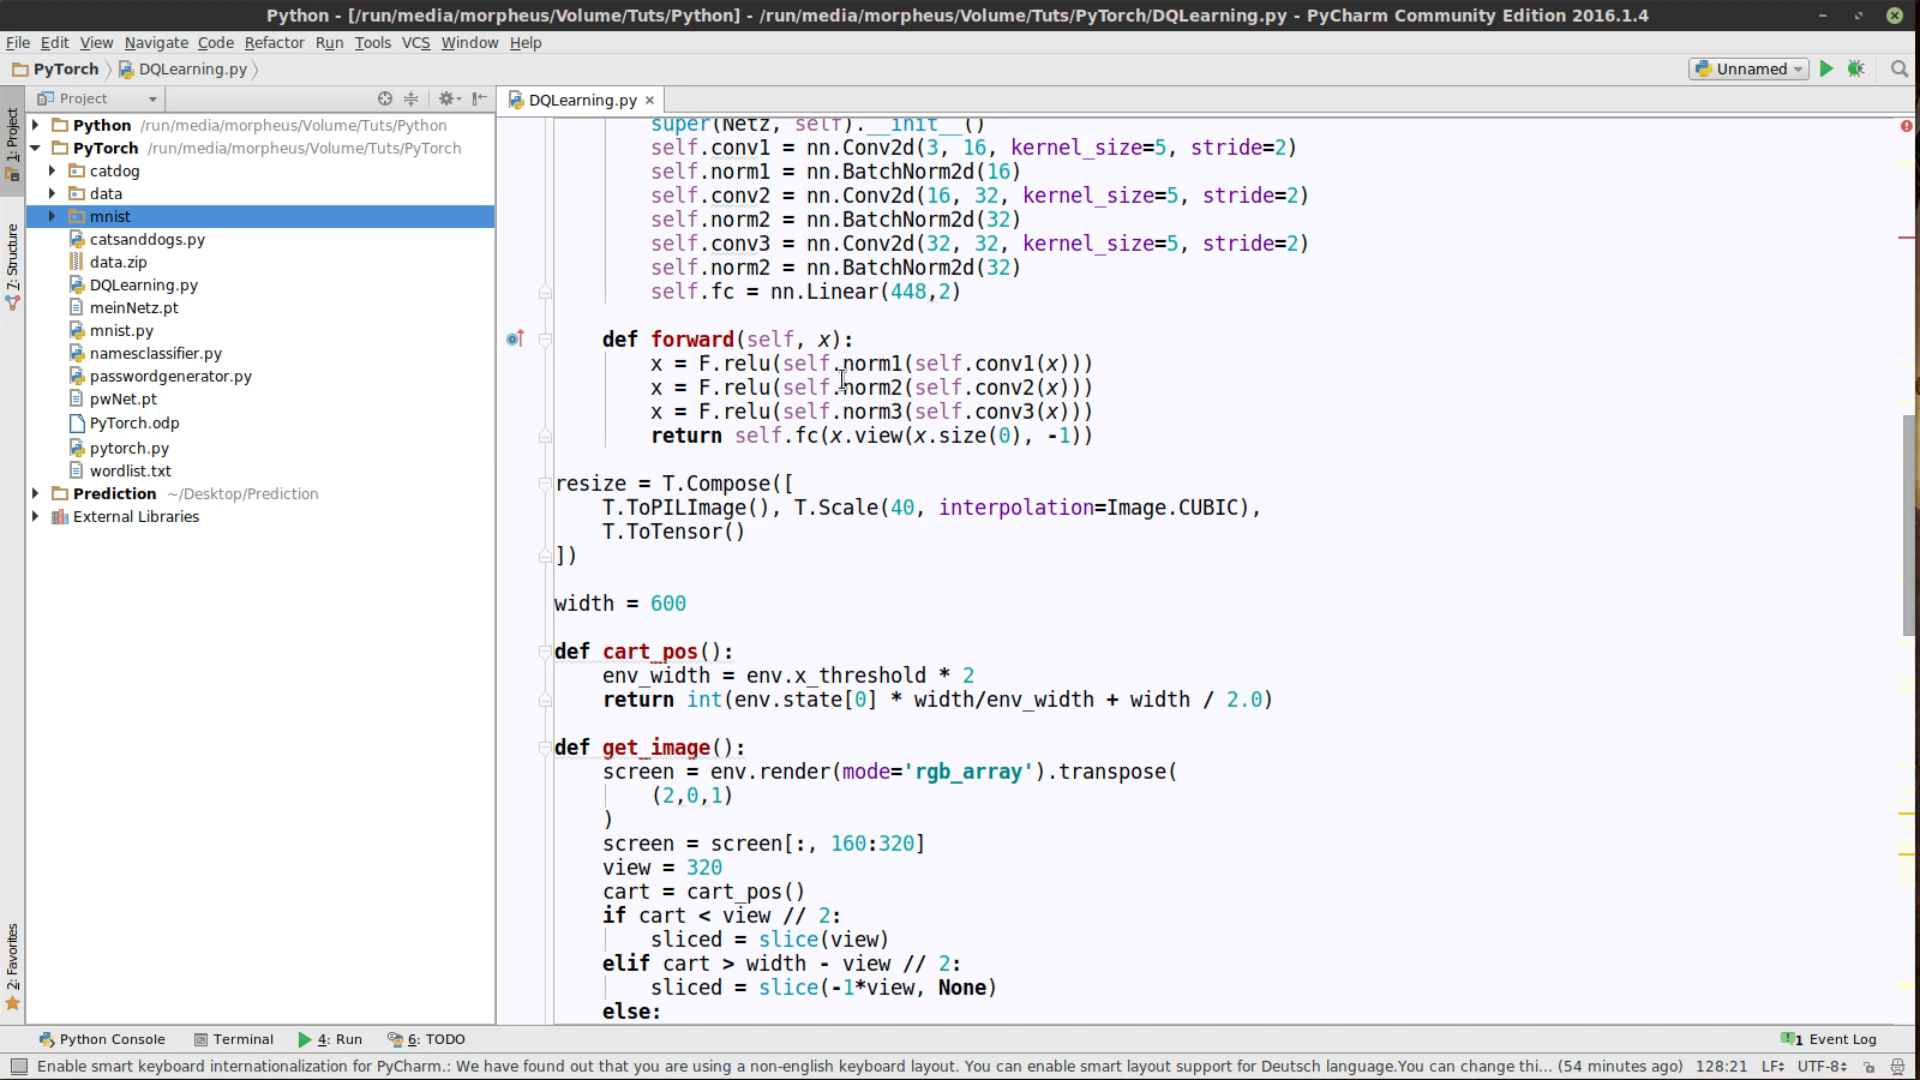 Python - [/run/media/morpheus/Volume/Tuts/Python] - /run/media/morpheus/Volume/Tuts/PyTorch/DQLearning.py - PyCharm Community Edition 2016.1.4
File Edit View Navigate Code Refactor Run Tools VCS Window Help
PyTorch DQLearning.py Unnamed
Project
DQLearning.py
1: Project
7: Structure
2: Favorites
Python /run/media/morpheus/Volume/Tuts/Python
PyTorch /run/media/morpheus/Volume/Tuts/PyTorch
catdog
data
mnist
catsanddogs.py
data.zip
DQLearning.py
meinNetz.pt
mnist.py
namesclassifier.py
passwordgenerator.py
pwNet.pt
PyTorch.odp
pytorch.py
wordlist.txt
Prediction ~/Desktop/Prediction
External Libraries
super(Netz, self).__init__()
self.conv1 = nn.Conv2d(3, 16, kernel_size=5, stride=2)
self.norm1 = nn.BatchNorm2d(16)
self.conv2 = nn.Conv2d(16, 32, kernel_size=5, stride=2)
self.norm2 = nn.BatchNorm2d(32)
self.conv3 = nn.Conv2d(32, 32, kernel_size=5, stride=2)
self.norm2 = nn.BatchNorm2d(32)
self.fc = nn.Linear(448,2)
def forward(self, x):
x = F.relu(self.norm1(self.conv1(x)))
x = F.relu(self.norm2(self.conv2(x)))
x = F.relu(self.norm3(self.conv3(x)))
return self.fc(x.view(x.size(0), -1))
resize = T.Compose([
T.ToPILImage(), T.Scale(40, interpolation=Image.CUBIC),
T.ToTensor()
])
width = 600
def cart_pos():
env_width = env.x_threshold * 2
return int(env.state[0] * width/env_width + width / 2.0)
def get_image():
screen = env.render(mode='rgb_array').transpose(
(2,0,1)
)
screen = screen[:, 160:320]
view = 320
cart = cart_pos()
if cart < view // 2:
sliced = slice(view)
elif cart > width - view // 2:
sliced = slice(-1*view, None)
else:
Python Console Terminal 4: Run 6: TODO 1 Event Log
Enable smart keyboard internationalization for PyCharm.: We have found out that you are using a non-english keyboard layout. You can enable smart layout support for Deutsch language.You can change thi... (54 minutes ago) 128:21 LF UTF-8